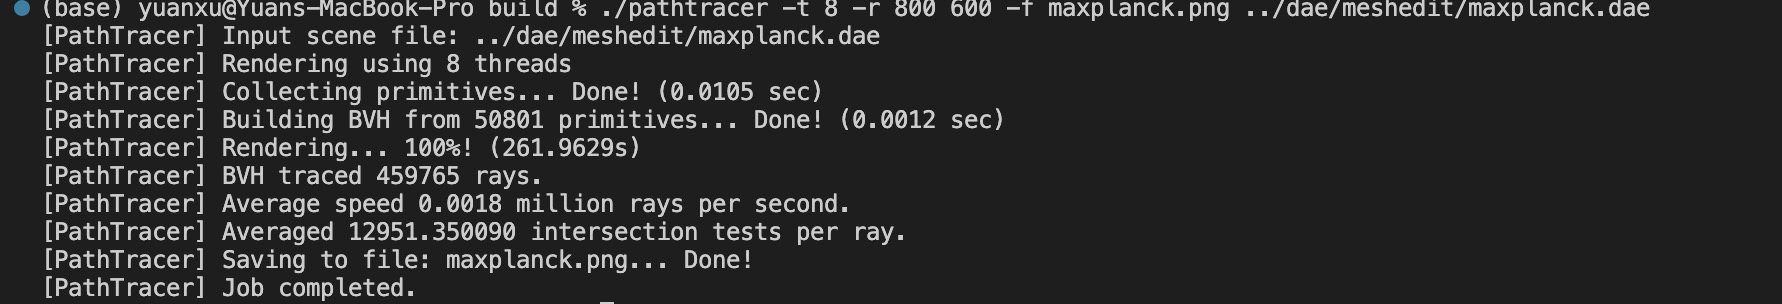 (base) yuanxu@Yuans-MacBook-Pro build % ./pathtracer -t 8 -r 800 600 -f maxplanck.png ../dae/meshedit/maxplanck.dae
[PathTracer] Input scene file: ../dae/meshedit/maxplanck.dae
[PathTracer] Rendering using 8 threads
[PathTracer] Collecting primitives... Done! (0.0105 sec)
[PathTracer] Building BVH from 50801 primitives... Done! (0.0012 sec)
[PathTracer] Rendering... 100%! (261.9629s)
[PathTracer] BVH traced 459765 rays.
[PathTracer] Average speed 0.0018 million rays per second.
[PathTracer] Averaged 12951.350090 intersection tests per ray.
[PathTracer] Saving to file: maxplanck.png... Done!
[PathTracer] Job completed.